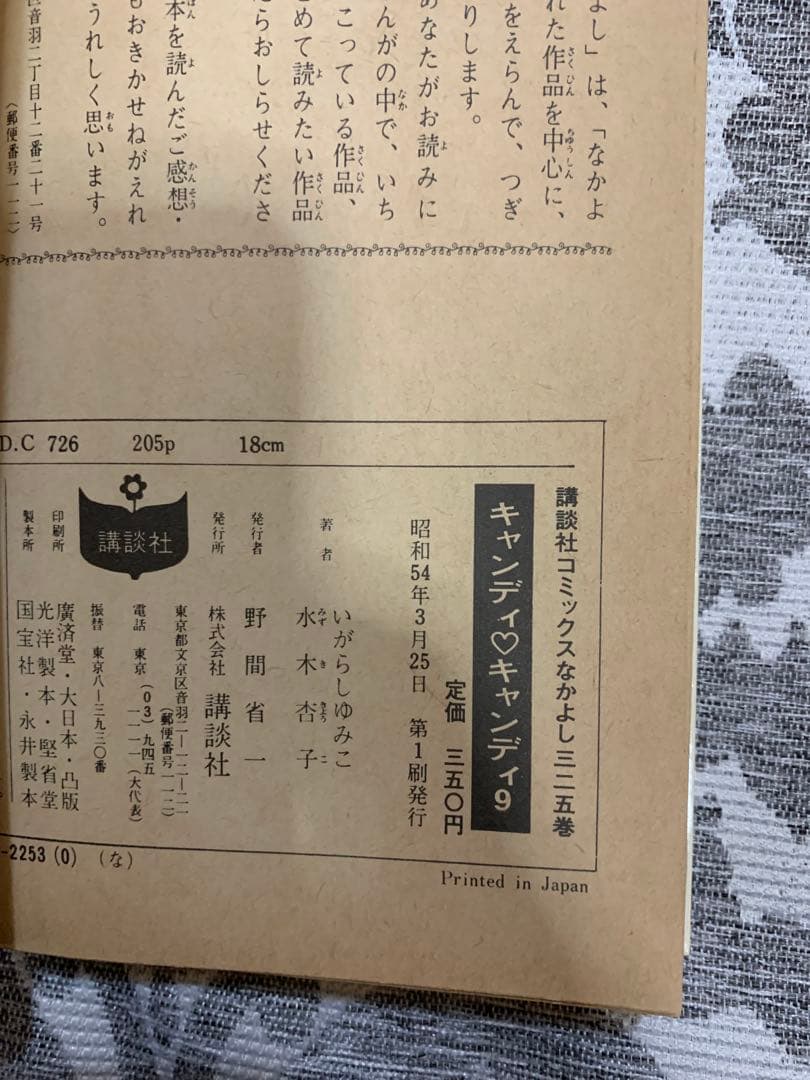 よし」は、「なかよ
れた作品を中心に、
をえらんで、つぎ
りします。
あなたがお読みに
んがの中で、いち
こっている作品、
とめて読みたい作品
たらおしらせくださ
本を読んだご感想・
もおきかせねがえれ
うれしく思います。
音羽二丁目十二番二十一号
(郵便番号一一二)
D.C 726 205p 18cm
講談社コミックスなかよし 三二五巻
キャンディ♡キャンディ9
定価 三五〇円
昭和54年3月25日 第1刷発行
著者 いがらしゆみこ
水木杏子
発行者 野間省一
発行所 株式会社 講談社
東京都文京区音羽二―一二―二一
(郵便番号一一二)
電話 東京(03)九四五
一一一一(大代表)
振替 東京八―三九三〇番
講談社
印刷所 廣済堂・大日本・凸版
製本所 光洋製本・堅省堂
国宝社・永井製本
-2253 (0) (な)
Printed in Japan